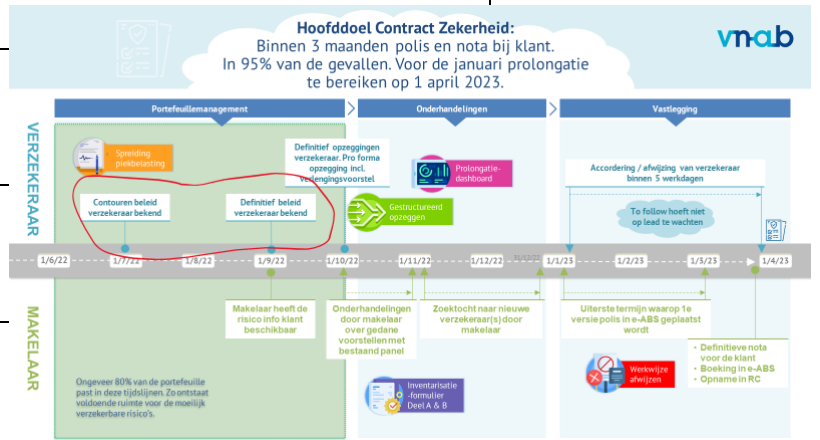 Hoofddoel Contract Zekerheid:
Binnen 3 maanden polis en nota bij klant.
In 95% van de gevallen. Voor de januari prolongatie
te bereiken op 1 april 2023.
vnab
Portefeuillemanagement
Onderhandelingen
Vastlegging
VERZEKERAAR
Spreiding
piekbelasting
Definitief opzeggingen
verzekeraar. Pro forma
opzegging incl.
verlengingsvoorstel
Prolongatie-
dashboard
Accordering / afwijzing van verzekeraar
binnen 5 werkdagen
Contouren beleid
verzekeraar bekend
Definitief beleid
verzekeraar bekend
Gestructureerd
opzeggen
To follow hoeft niet
op lead te wachten
1/6/22
1/7/22
1/8/22
1/9/22
1/10/22
1/11/22
1/12/22
31/12/22
1/1/23
1/2/23
1/3/23
1/4/23
MAKELAAR
Makelaar heeft de
risico info klant
beschikbaar
Onderhandelingen
door makelaar
over gedane
voorstellen met
bestaand panel
Zoektocht naar nieuwe
verzekeraar(s) door
makelaar
Uiterste termijn waarop 1e
versie polis in e-ABS geplaatst
wordt
• Definitieve nota
voor de klant
• Boeking in e-ABS
• Opname in RC
Werkwijze
afwijzen
Inventarisatie
-formulier
Deel A & B
Ongeveer 80% van de portefeuille
past in deze tijdslijnen. Zo ontstaat
voldoende ruimte voor de moeilijk
verzekerbare risico's.